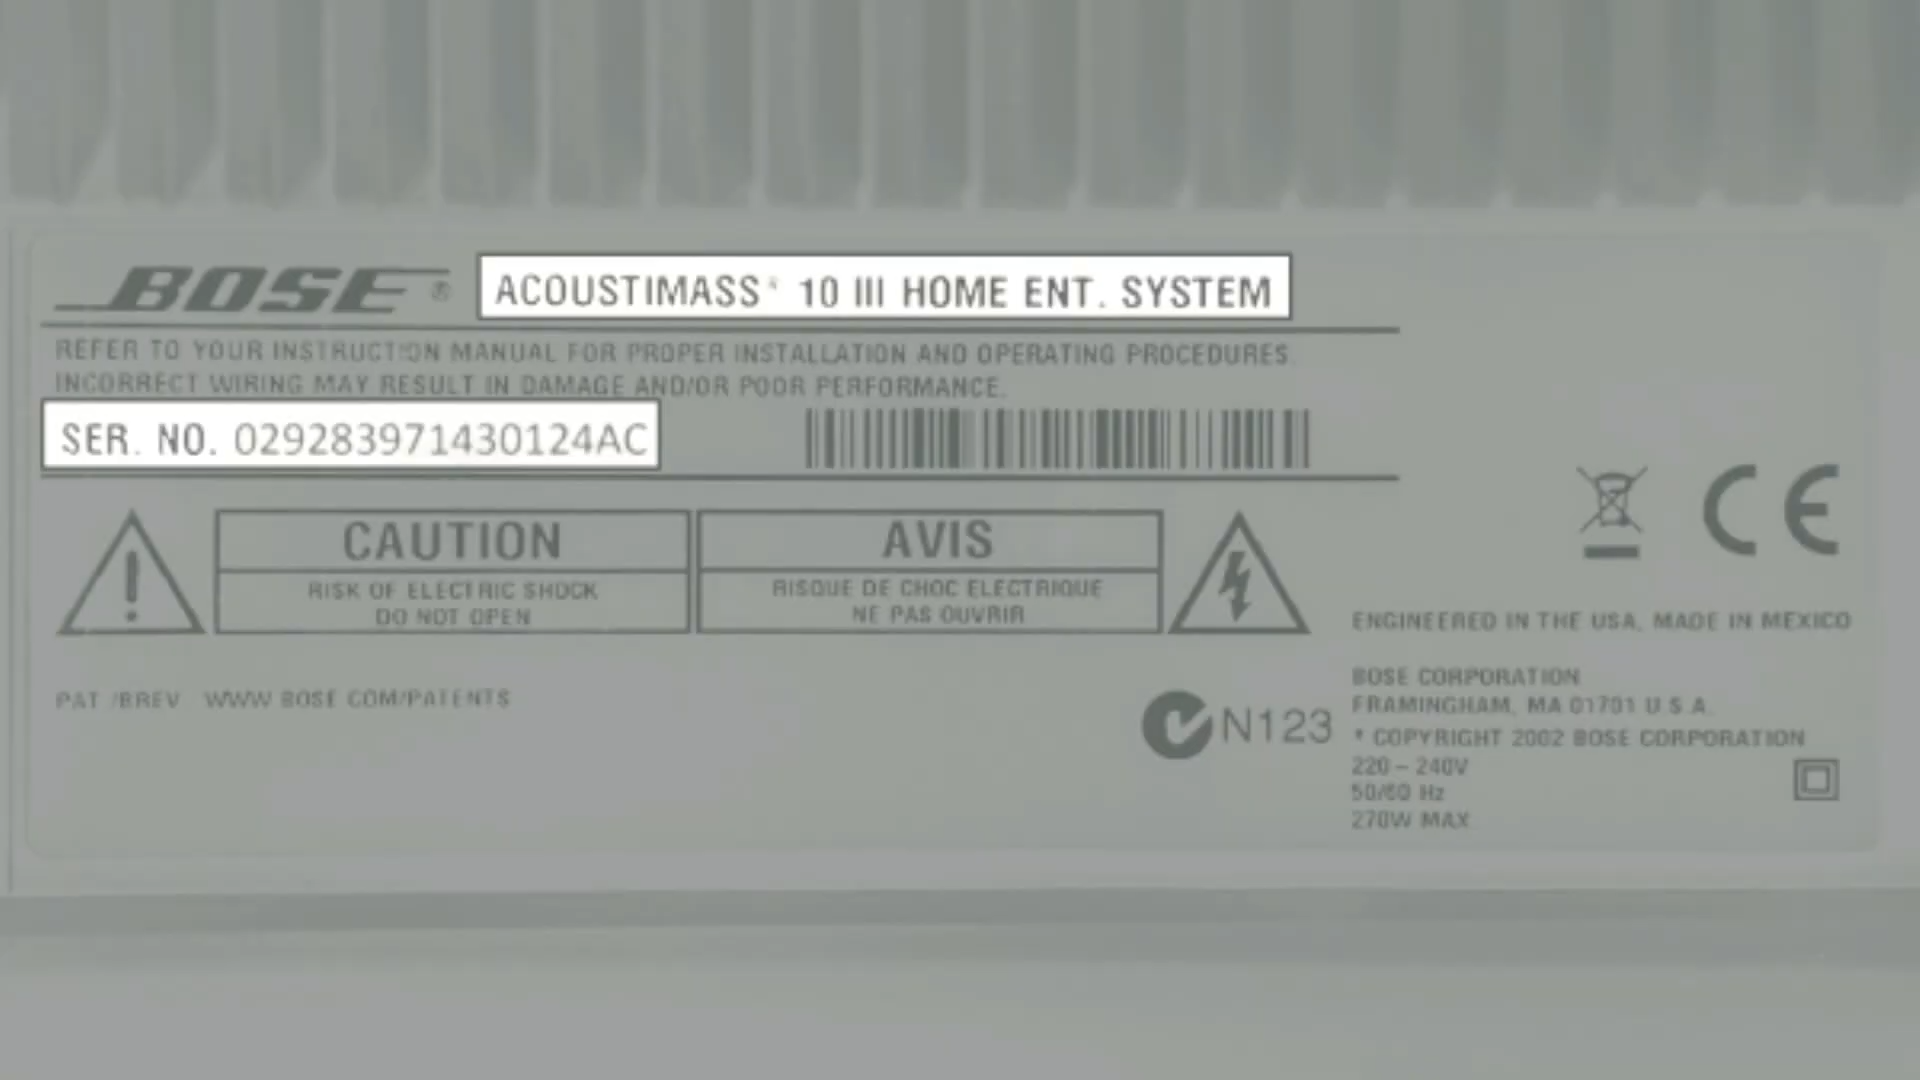 BOSE® ACOUSTIMASS® 10 III HOME ENT. SYSTEM
REFER TO YOUR INSTRUCTION MANUAL FOR PROPER INSTALLATION AND OPERATING PROCEDURES.
INCORRECT WIRING MAY RESULT IN DAMAGE AND/OR POOR PERFORMANCE.
SER. NO. 029283971430124AC
CAUTION
RISK OF ELECTRIC SHOCK
DO NOT OPEN
AVIS
RISQUE DE CHOC ELECTRIQUE
NE PAS OUVRIR
CE
ENGINEERED IN THE USA, MADE IN MEXICO
PAT /BREV WWW BOSE COM/PATENTS
N123
BOSE CORPORATION
FRAMINGHAM, MA 01701 U.S.A.
* COPYRIGHT 2002 BOSE CORPORATION
220 – 240V
50/60 Hz
270W MAX